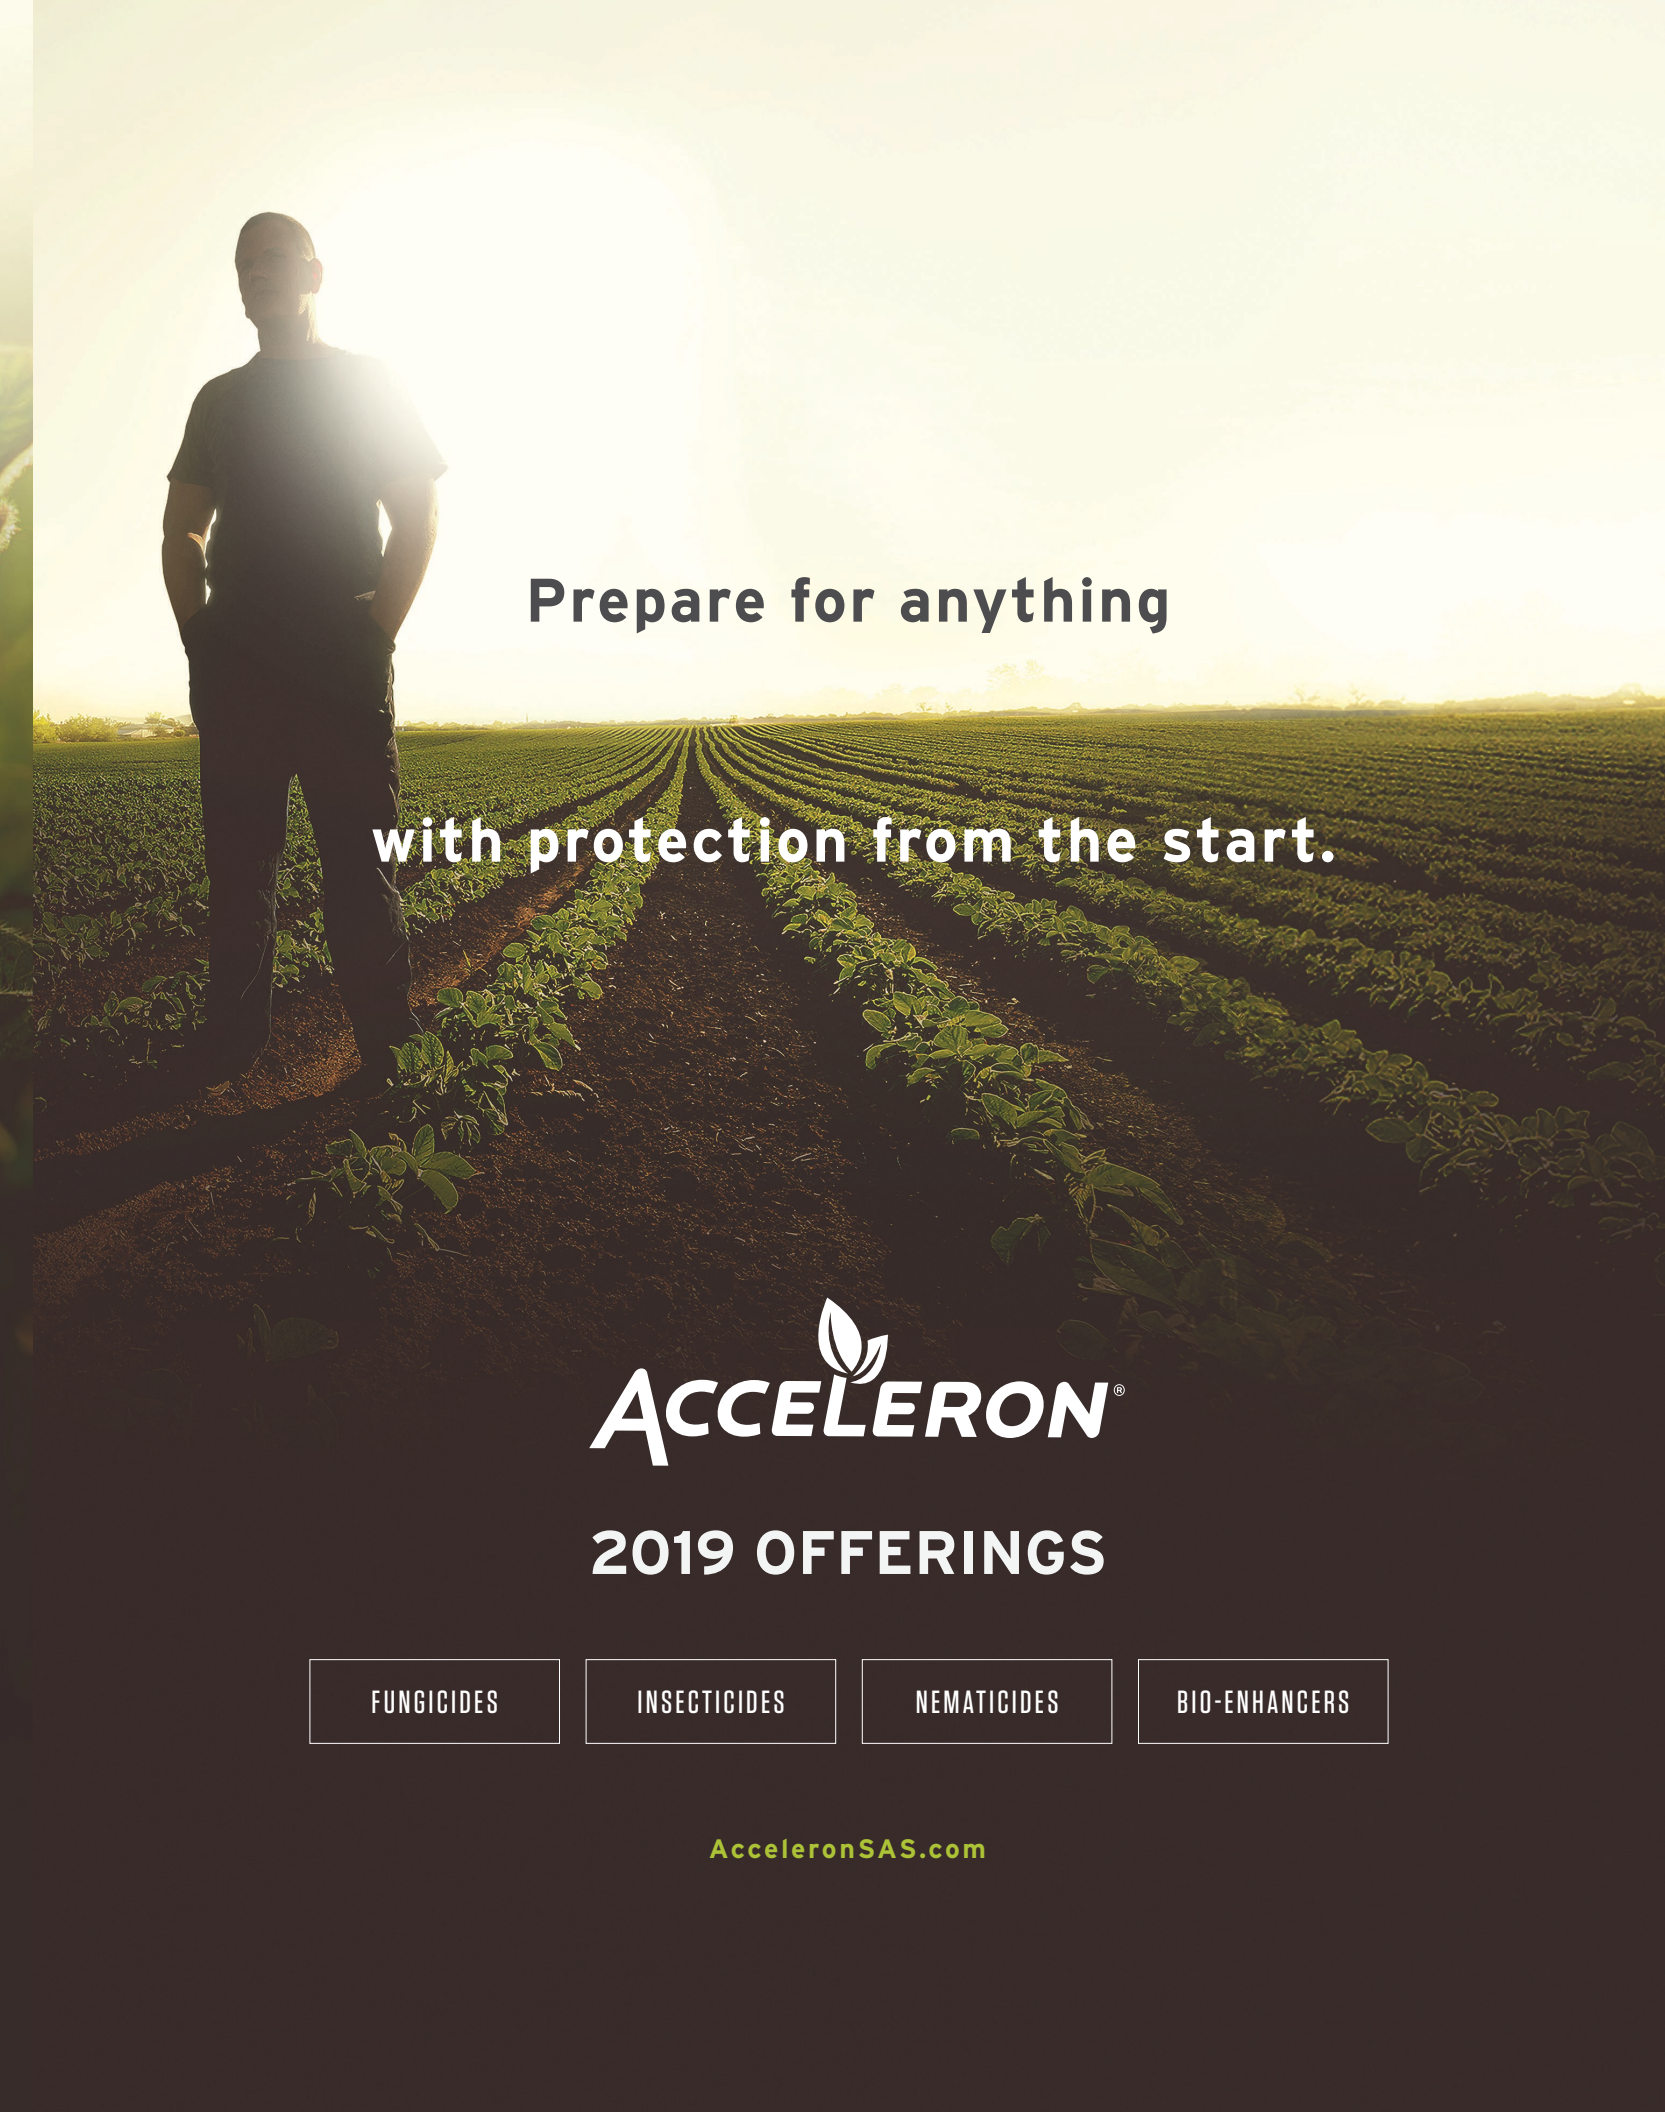 Prepare for anything
with protection from the start.
ACCELERON®
2019 OFFERINGS
FUNGICIDES
INSECTICIDES
NEMATICIDES
BIO-ENHANCERS
AcceleronSAS.com